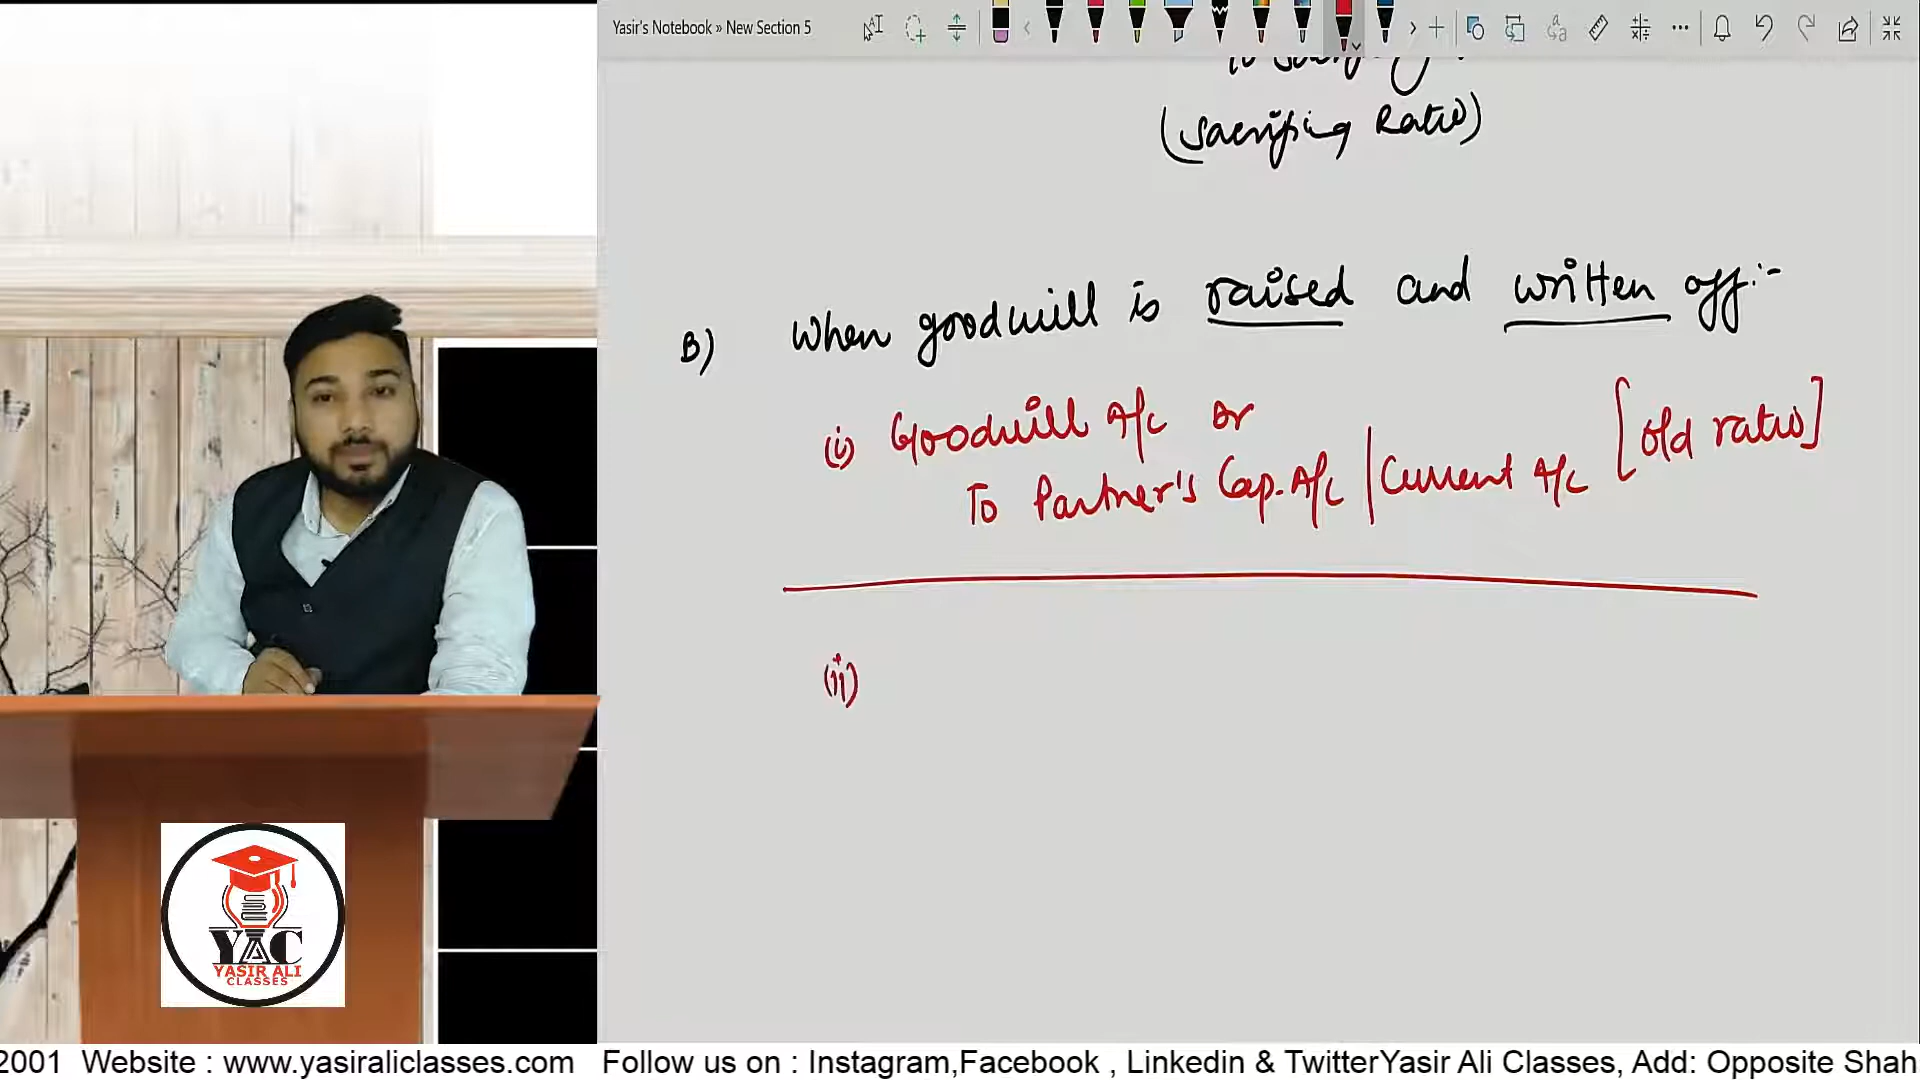 Yasir's Notebook » New Section 5
(Sacrificing Ratio)
B) When goodwill is raised and written off:-
(i) Goodwill A/c Dr
To Partner's Cap. A/c | Current A/c [Old ratio]
(ii)
YAC
YASIR ALI
CLASSES
2001 Website : www.yasiraliclasses.com Follow us on : Instagram,Facebook , Linkedin & TwitterYasir Ali Classes, Add: Opposite Shah